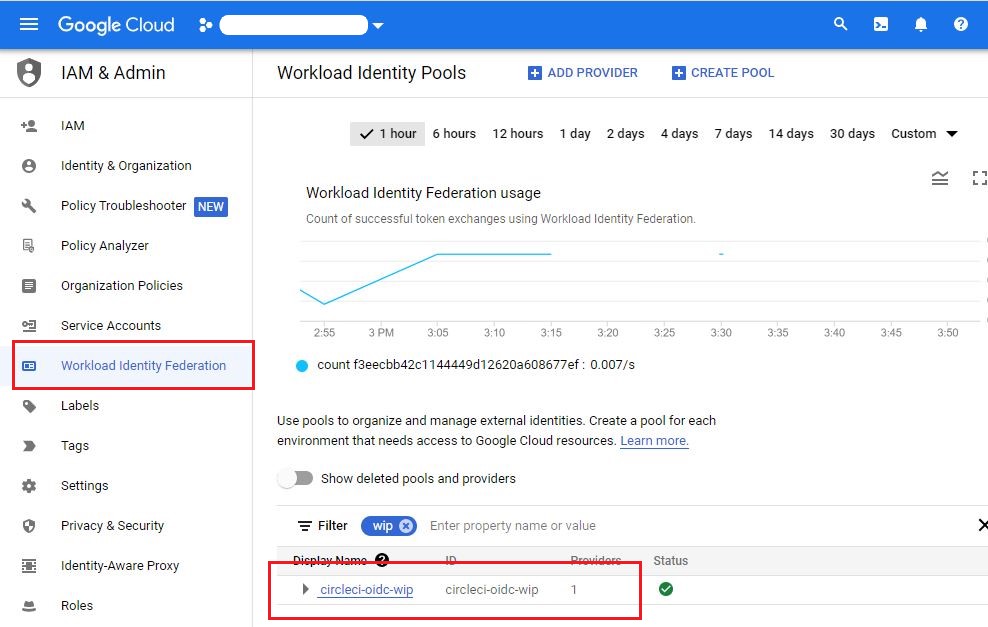 Google Cloud
IAM & Admin
IAM
Identity & Organization
Policy Troubleshooter NEW
Policy Analyzer
Organization Policies
Service Accounts
Workload Identity Federation
Labels
Tags
Settings
Privacy & Security
Identity-Aware Proxy
Roles
Workload Identity Pools ADD PROVIDER CREATE POOL
1 hour 6 hours 12 hours 1 day 2 days 4 days 7 days 14 days 30 days Custom
Workload Identity Federation usage
Count of successful token exchanges using Workload Identity Federation.
2:55 3 PM 3:05 3:10 3:15 3:20 3:25 3:30 3:35 3:40 3:45 3:50
count f3eecbb42c1144449d12620a608677ef : 0.007/s
Use pools to organize and manage external identities. Create a pool for each
environment that needs access to Google Cloud resources. Learn more.
Show deleted pools and providers
Filter wip Enter property name or value
Display Name ID Providers Status
circleci-oidc-wip circleci-oidc-wip 1